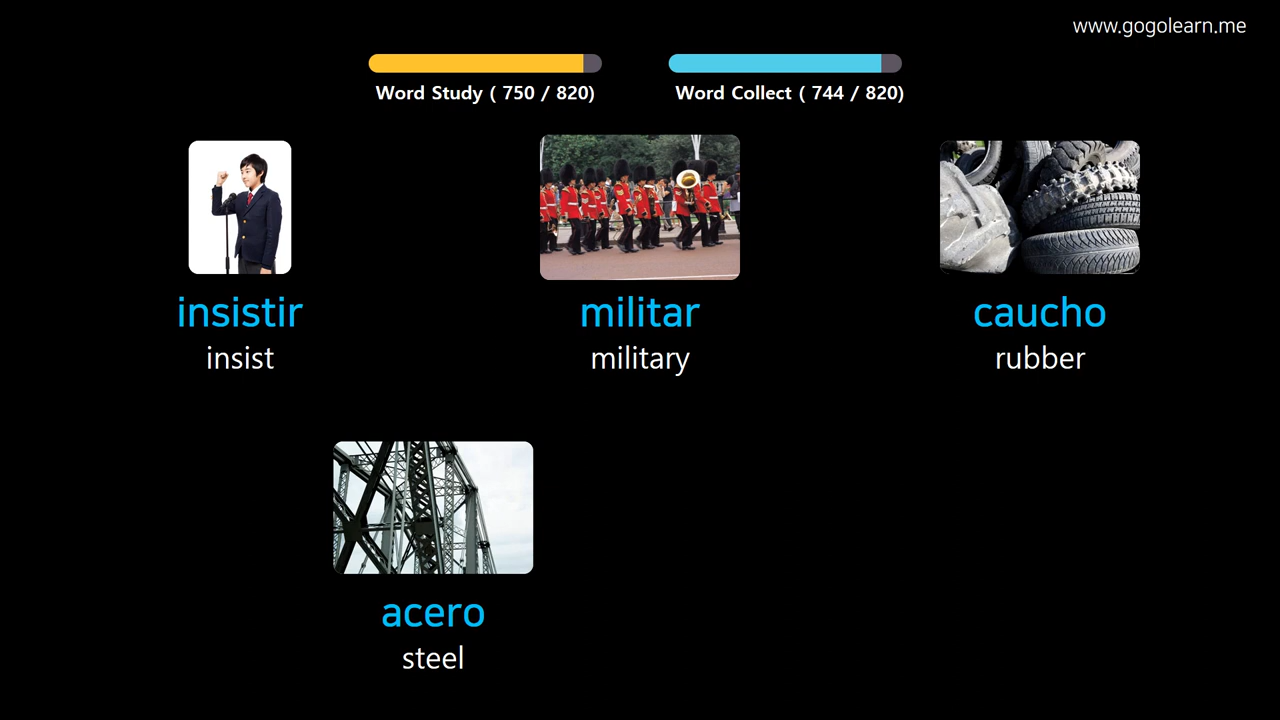 www.gogolearn.me
Word Study ( 750 / 820)
Word Collect ( 744 / 820)
insistir
insist
militar
military
caucho
rubber
acero
steel